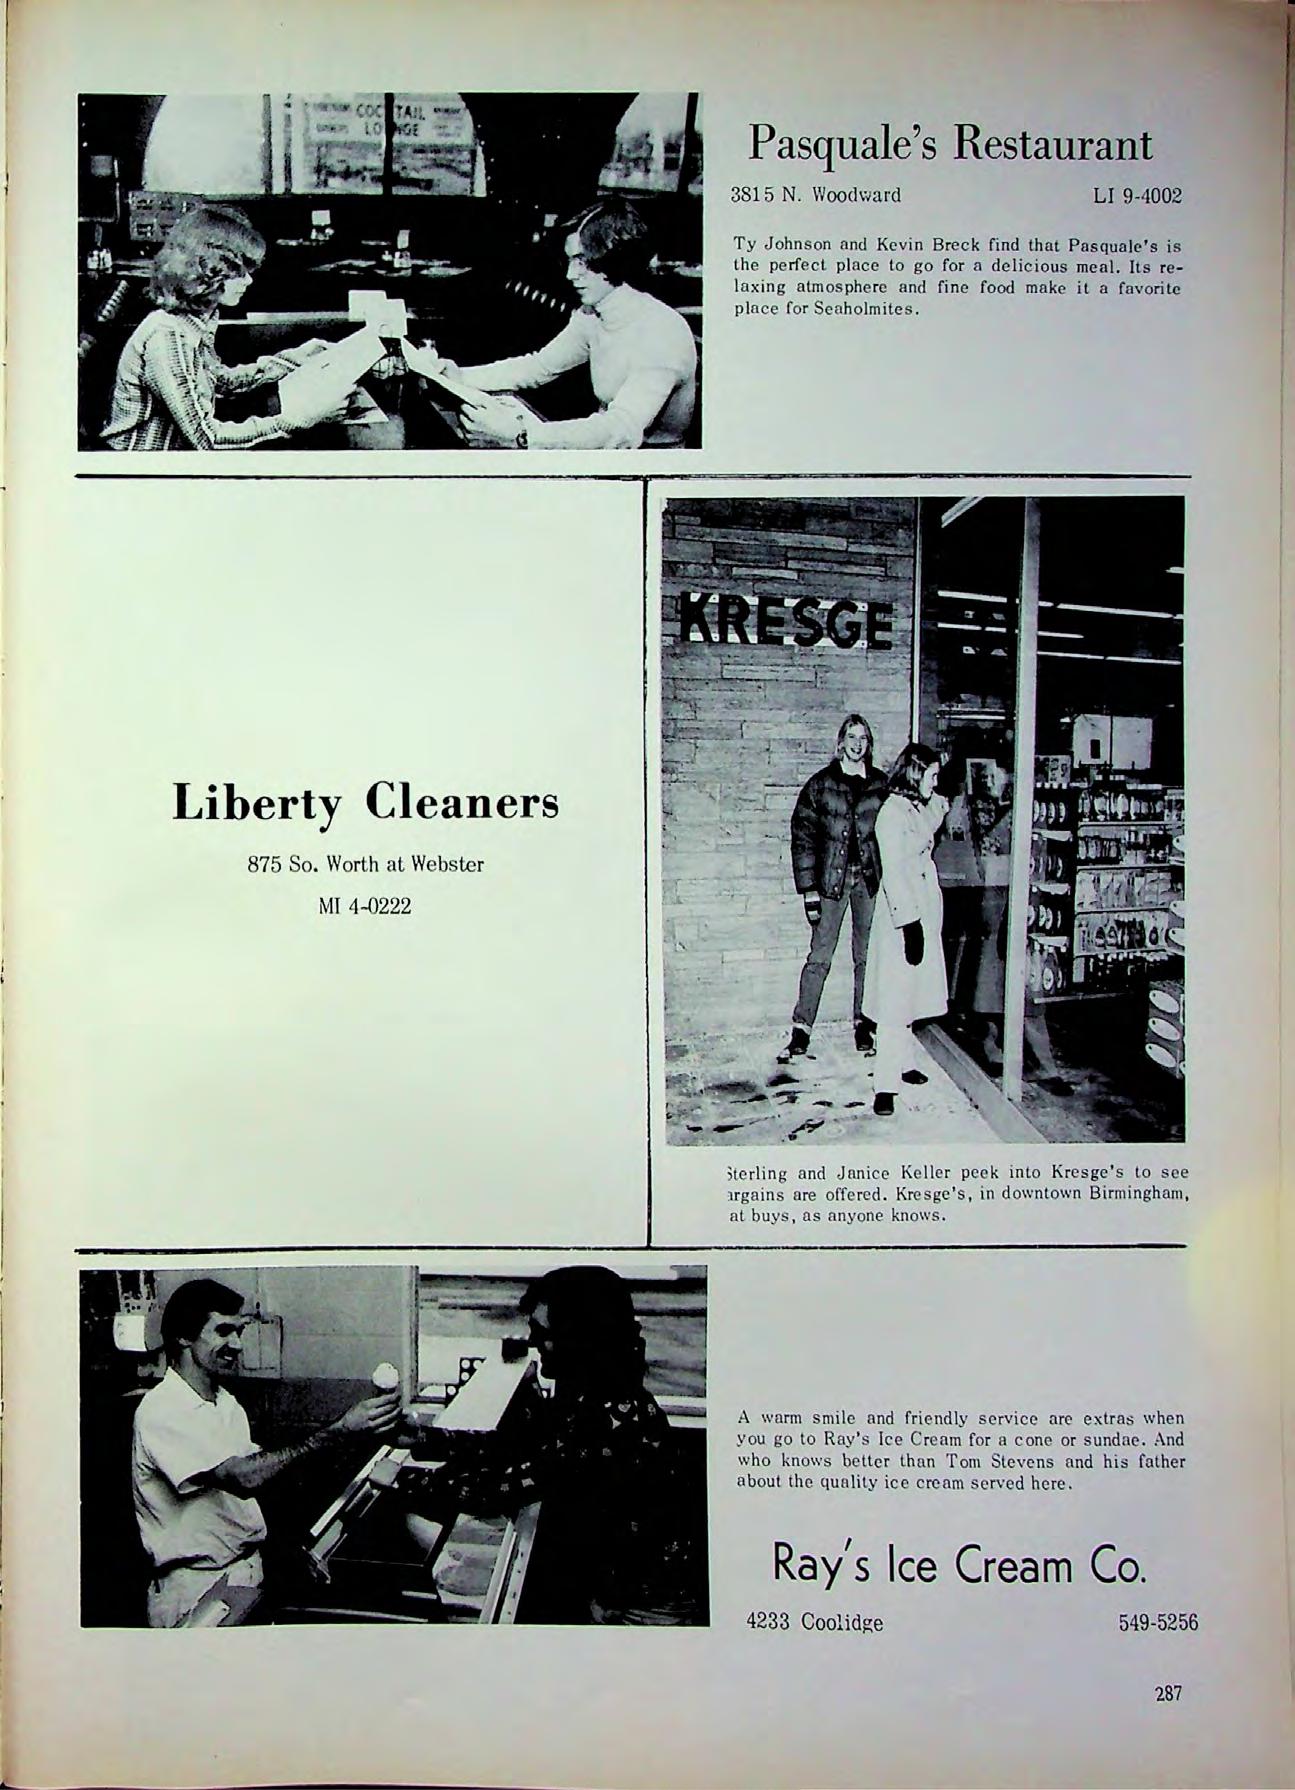 COCKTAIL
LOUNGE
Pasquale's Restaurant
3815 N. Woodward LI 9-4002
Ty Johnson and Kevin Breck find that Pasquale's is
the perfect place to go for a delicious meal. Its re-
laxing atmosphere and fine food make it a favorite
place for Seaholmites.
KRESGE
Liberty Cleaners
875 So. Worth at Webster
MI 4-0222
Sterling and Janice Keller peek into Kresge's to see
argains are offered. Kresge's, in downtown Birmingham,
at buys, as anyone knows.
A warm smile and friendly service are extras when
you go to Ray's Ice Cream for a cone or sundae. And
who knows better than Tom Stevens and his father
about the quality ice cream served here.
Ray's Ice Cream Co.
4233 Coolidge 549-5256
287